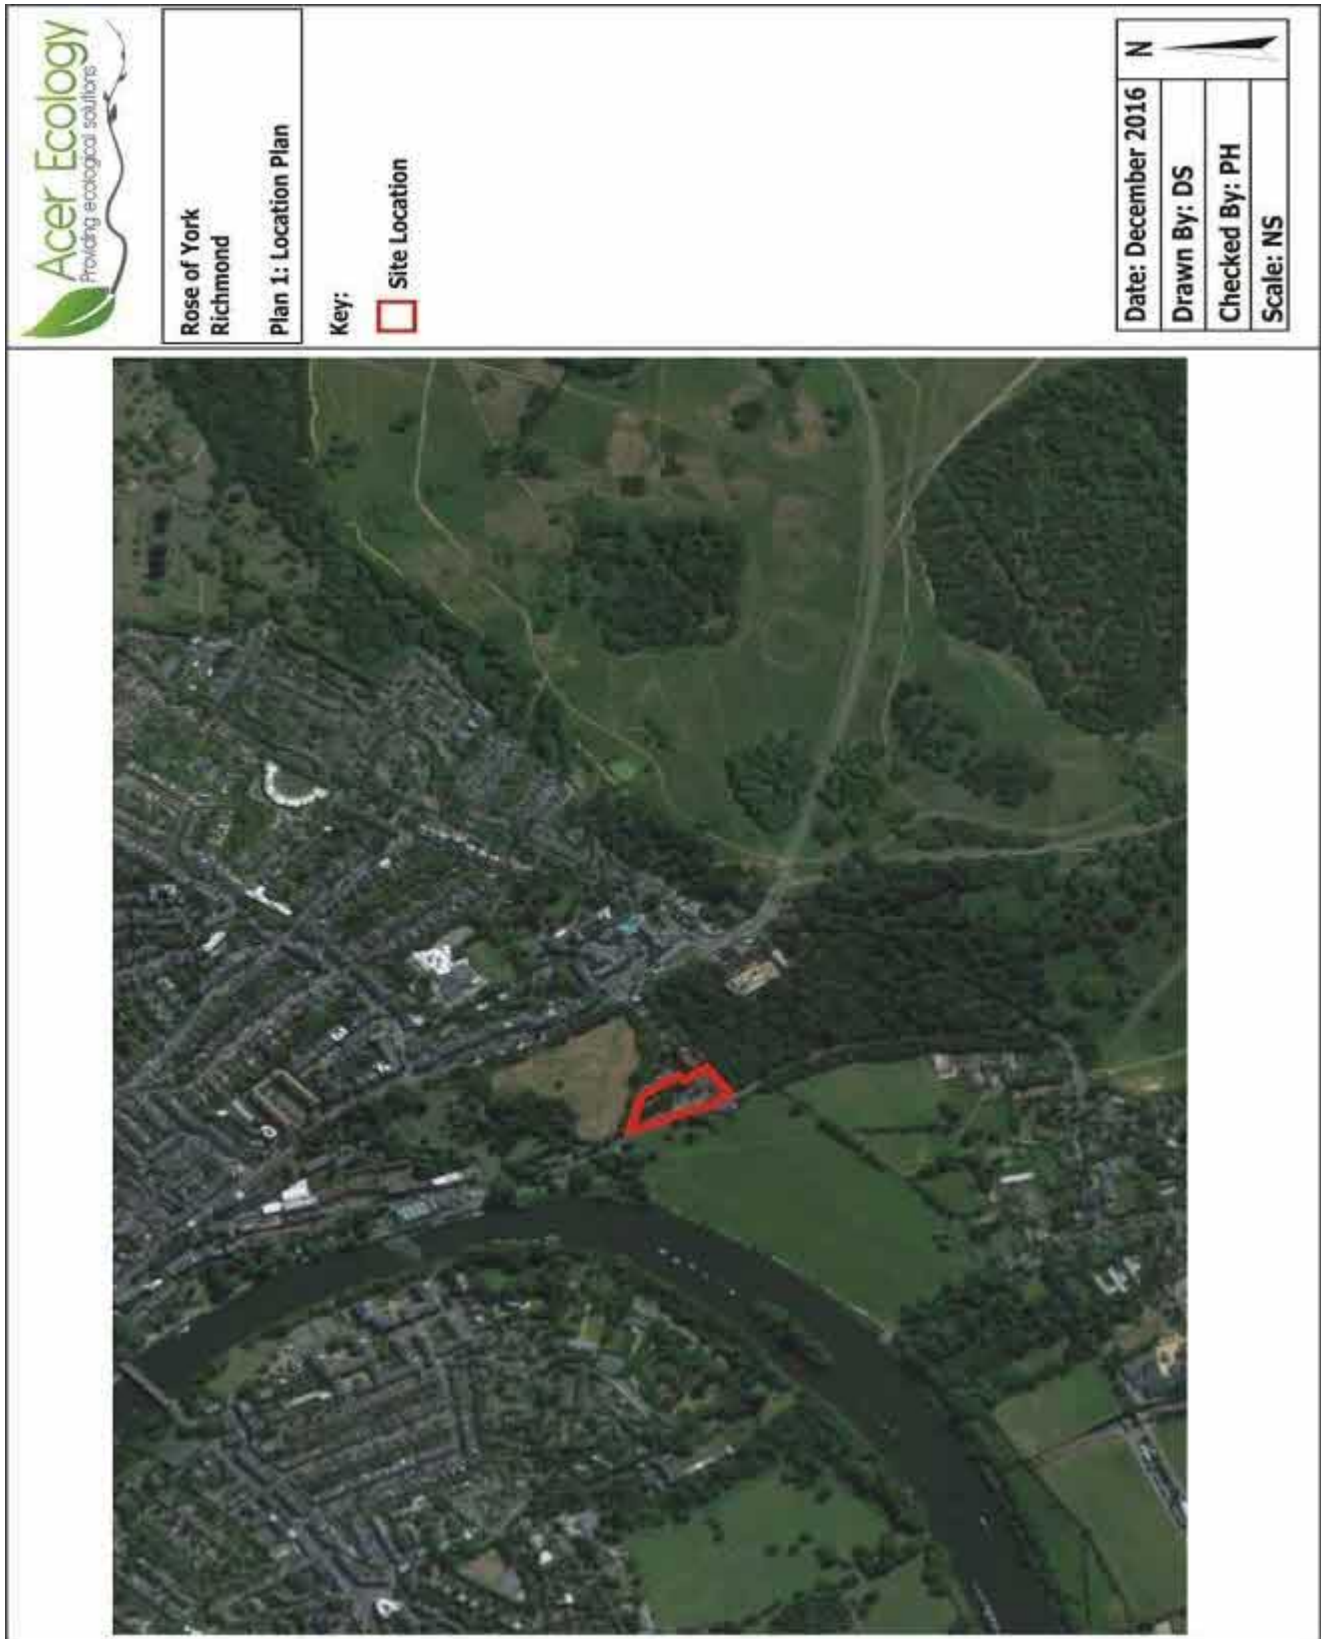 Acer Ecology
Providing ecological solutions
Rose of York
Richmond
Plan 1: Location Plan
Key:
Site Location
Date: December 2016
N
Drawn By: DS
Checked By: PH
Scale: NS